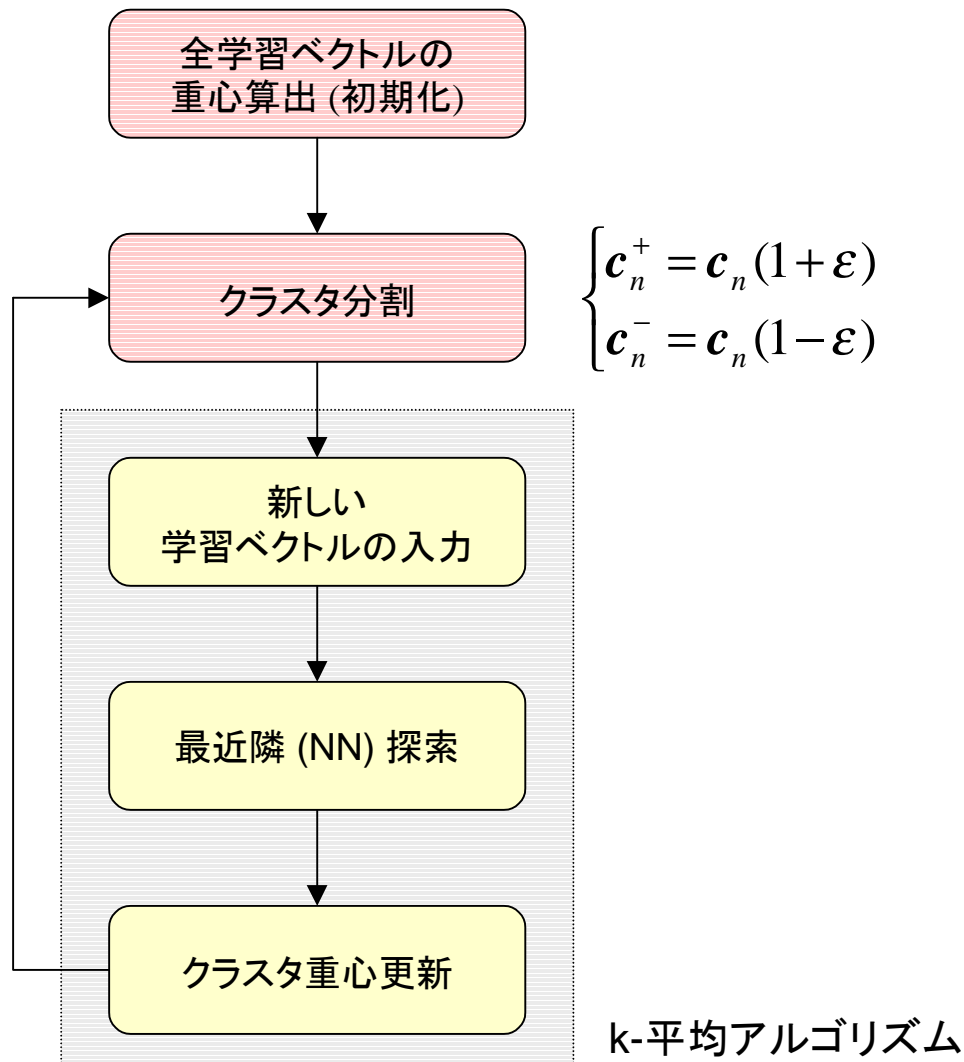 全学習ベクトルの
重心算出 (初期化)
クラスタ分割
c_n^+ = c_n(1+ε)
c_n^- = c_n(1−ε)
新しい
学習ベクトルの入力
最近隣 (NN) 探索
クラスタ重心更新
k-平均アルゴリズム